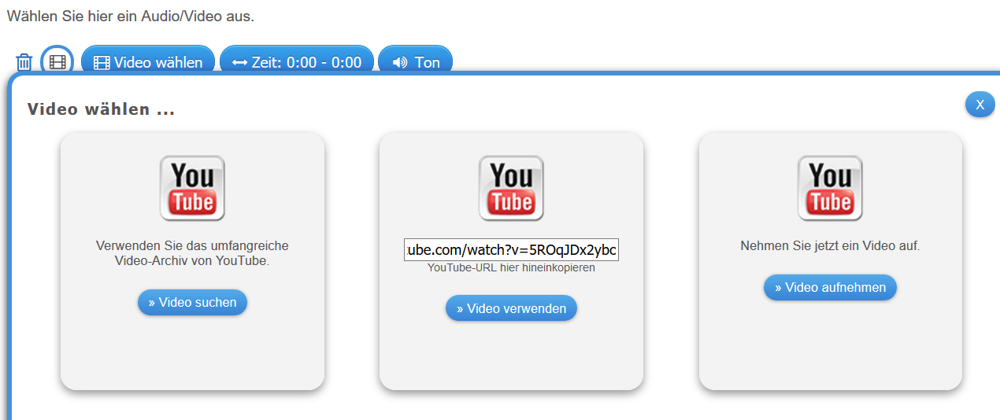 Wählen Sie hier ein Audio/Video aus.
Video wählen
Zeit: 0:00 - 0:00
Ton
Video wählen ...
X
You
Tube
Verwenden Sie das umfangreiche
Video-Archiv von YouTube.
» Video suchen
You
Tube
ube.com/watch?v=5ROqJDx2ybc
YouTube-URL hier hineinkopieren
» Video verwenden
You
Tube
Nehmen Sie jetzt ein Video auf.
» Video aufnehmen